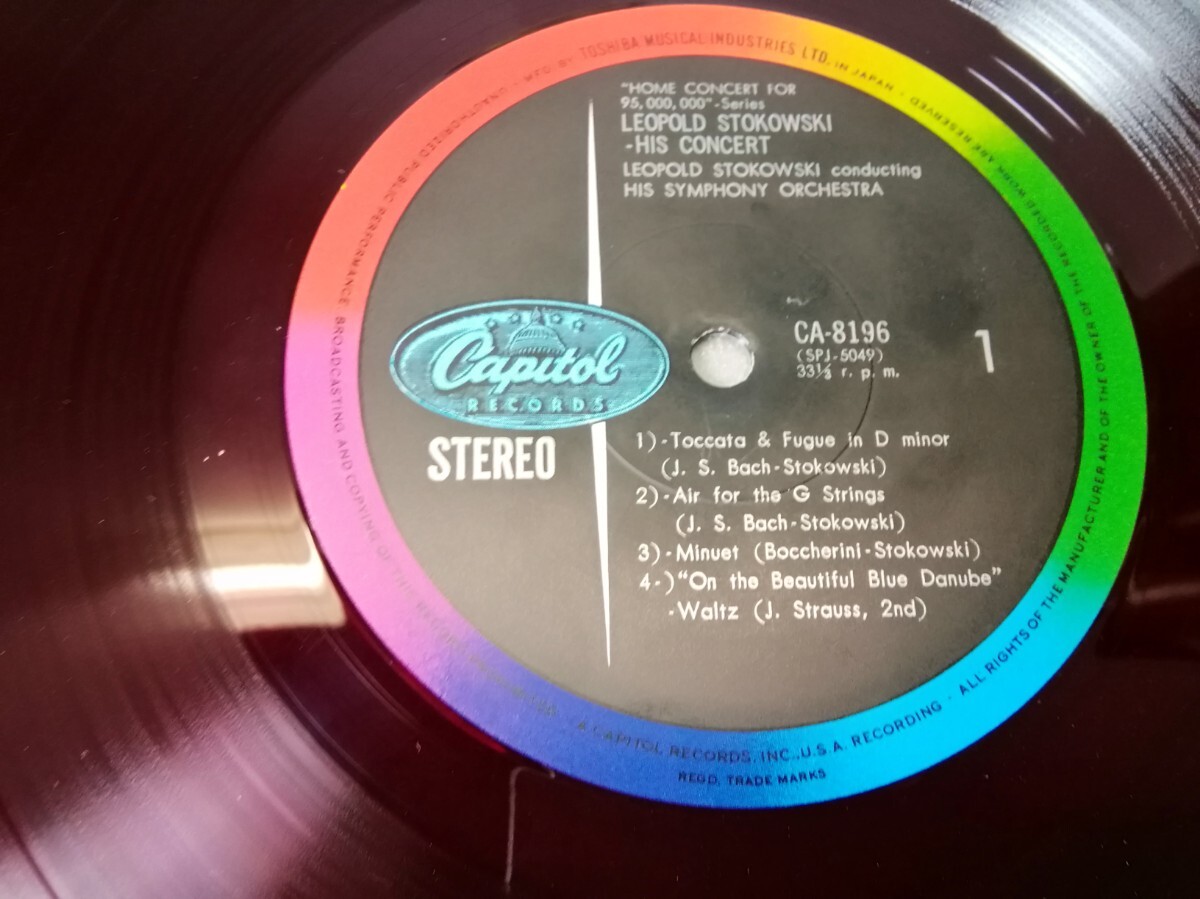 "HOME CONCERT FOR
95,000,000"-Series
LEOPOLD STOKOWSKI
-HIS CONCERT
LEOPOLD STOKOWSKI conducting
HIS SYMPHONY ORCHESTRA
CA-8196
(SPJ-5049)
33⅓ r. p. m.
1
Capitol
RECORDS
STEREO
1)-Toccata & Fugue in D minor
(J. S. Bach-Stokowski)
2)-Air for the G Strings
(J. S. Bach-Stokowski)
3)-Minuet (Boccherini-Stokowski)
4-)"On the Beautiful Blue Danube"
-Waltz (J. Strauss, 2nd)
MFG. BY TOSHIBA MUSICAL INDUSTRIES LTD. IN JAPAN · ALL RIGHTS OF THE MANUFACTURER AND OF THE OWNER OF THE RECORDED WORK ARE RESERVED · UNAUTHORIZED PUBLIC PERFORMANCE BROADCASTING AND COPYING OF THIS RECORD
A CAPITOL RECORDS, INC., U.S.A. RECORDING ·
REGD. TRADE MARKS